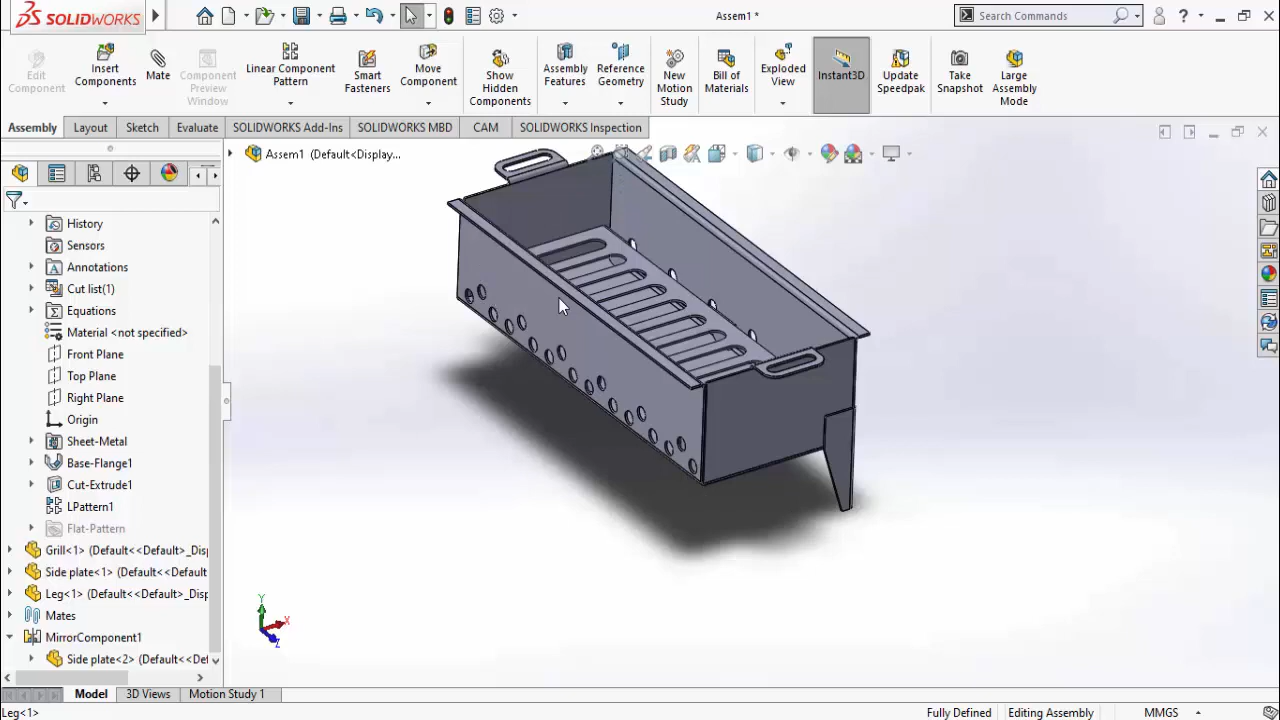 SOLIDWORKS
Assem1 *
Search Commands
Edit Component
Insert Components
Mate
Component Preview Window
Linear Component Pattern
Smart Fasteners
Move Component
Show Hidden Components
Assembly Features
Reference Geometry
New Motion Study
Bill of Materials
Exploded View
Instant3D
Update Speedpak
Take Snapshot
Large Assembly Mode
Assembly
Layout
Sketch
Evaluate
SOLIDWORKS Add-Ins
SOLIDWORKS MBD
CAM
SOLIDWORKS Inspection
Assem1 (Default<Display...
History
Sensors
Annotations
Cut list(1)
Equations
Material <not specified>
Front Plane
Top Plane
Right Plane
Origin
Sheet-Metal
Base-Flange1
Cut-Extrude1
LPattern1
Flat-Pattern
Grill<1> (Default<<Default>_Disp
Side plate<1> (Default<<Default
Leg<1> (Default<<Default>_Disp
Mates
MirrorComponent1
Side plate<2> (Default<<Def
Y
X
Z
Model
3D Views
Motion Study 1
Leg<1>
Fully Defined
Editing Assembly
MMGS